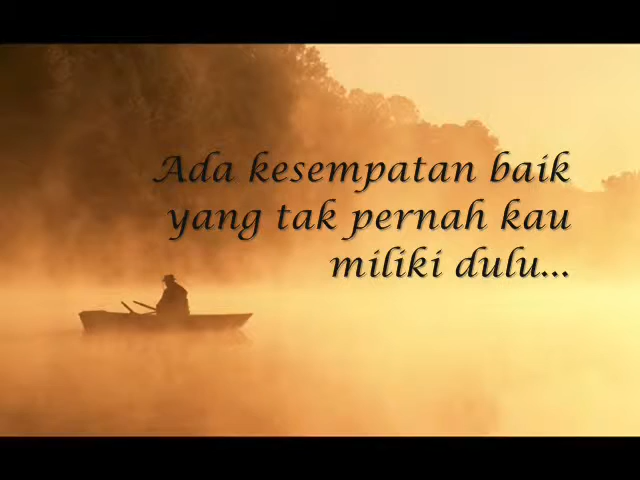 Ada kesempatan baik
yang tak pernah kau
miliki dulu...